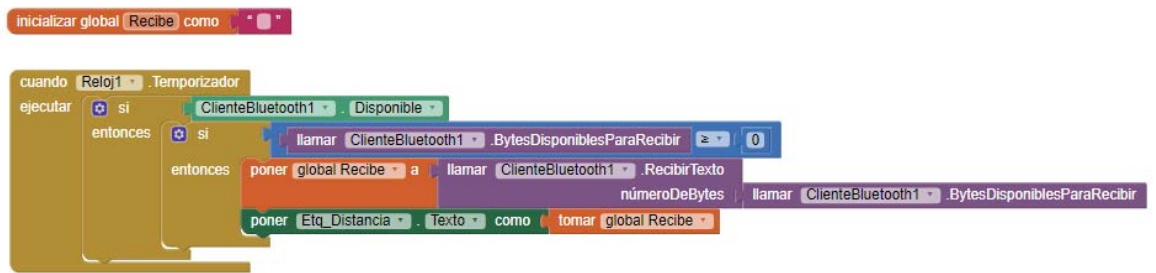 inicializar global Recibe como " "
cuando Reloj1 . Temporizador
ejecutar si ClienteBluetooth1 . Disponible
entonces si llamar ClienteBluetooth1 .BytesDisponiblesParaRecibir ≥ 0
entonces poner global Recibe a llamar ClienteBluetooth1 .RecibirTexto
númeroDeBytes llamar ClienteBluetooth1 .BytesDisponiblesParaRecibir
poner Etq_Distancia . Texto como tomar global Recibe